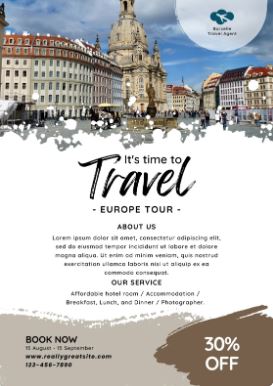 Borcelle
Travel Agent
It's time to
Travel
- EUROPE TOUR -
ABOUT US
Lorem ipsum dolor sit amet, consectetur adipiscing elit,
sed do eiusmod tempor incididunt ut labore et dolore
magna aliqua. Ut enim ad minim veniam, quis nostrud
exercitation ullamco laboris nisi ut aliquip ex ea
commodo consequat.
OUR SERVICE
Affordable hotel room / Accommodation /
Breakfast, Lunch, and Dinner / Photographer.
BOOK NOW
15 August - 15 September
www.reallygreatsite.com
123-456-7890
30%
OFF